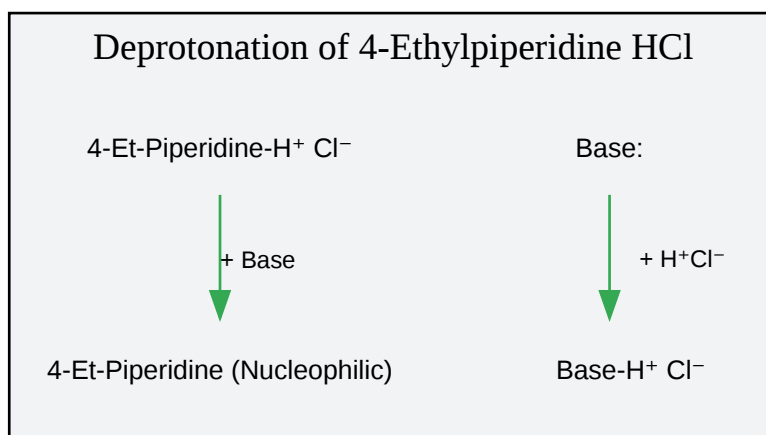 Deprotonation of 4-Ethylpiperidine HCl
4-Et-Piperidine-H⁺ Cl⁻
Base:
+ Base
+ H⁺Cl⁻
4-Et-Piperidine (Nucleophilic)
Base-H⁺ Cl⁻